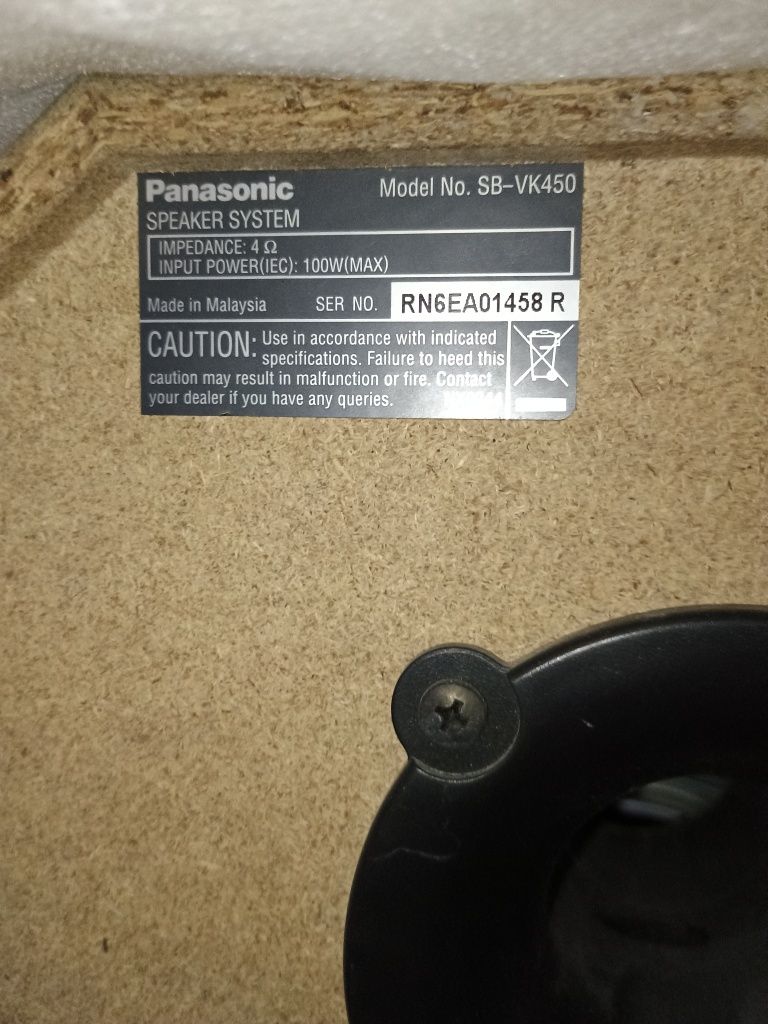 Panasonic Model No. SB-VK450
SPEAKER SYSTEM
IMPEDANCE: 4 Ω
INPUT POWER(IEC): 100W(MAX)
Made in Malaysia SER NO. RN6EA01458 R
CAUTION: Use in accordance with indicated
specifications. Failure to heed this
caution may result in malfunction or fire. Contact
your dealer if you have any queries.